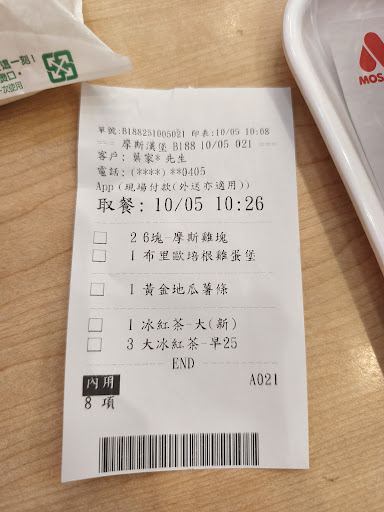 單號:B188251005021 印表:10/05 10:08
== 摩斯漢堡 B188 10/05 021 ==
客戶: 葉家* 先生
電話: (****) **0405
App(現場付款(外送亦適用))
取餐: 10/05 10:26
□ 2 6塊-摩斯雞塊
□ 1 布里歐培根雞蛋堡
□ 1 黃金地瓜薯條
□ 1 冰紅茶-大(新)
□ 3 大冰紅茶-早25
END
內用 A021
8 項
MOS